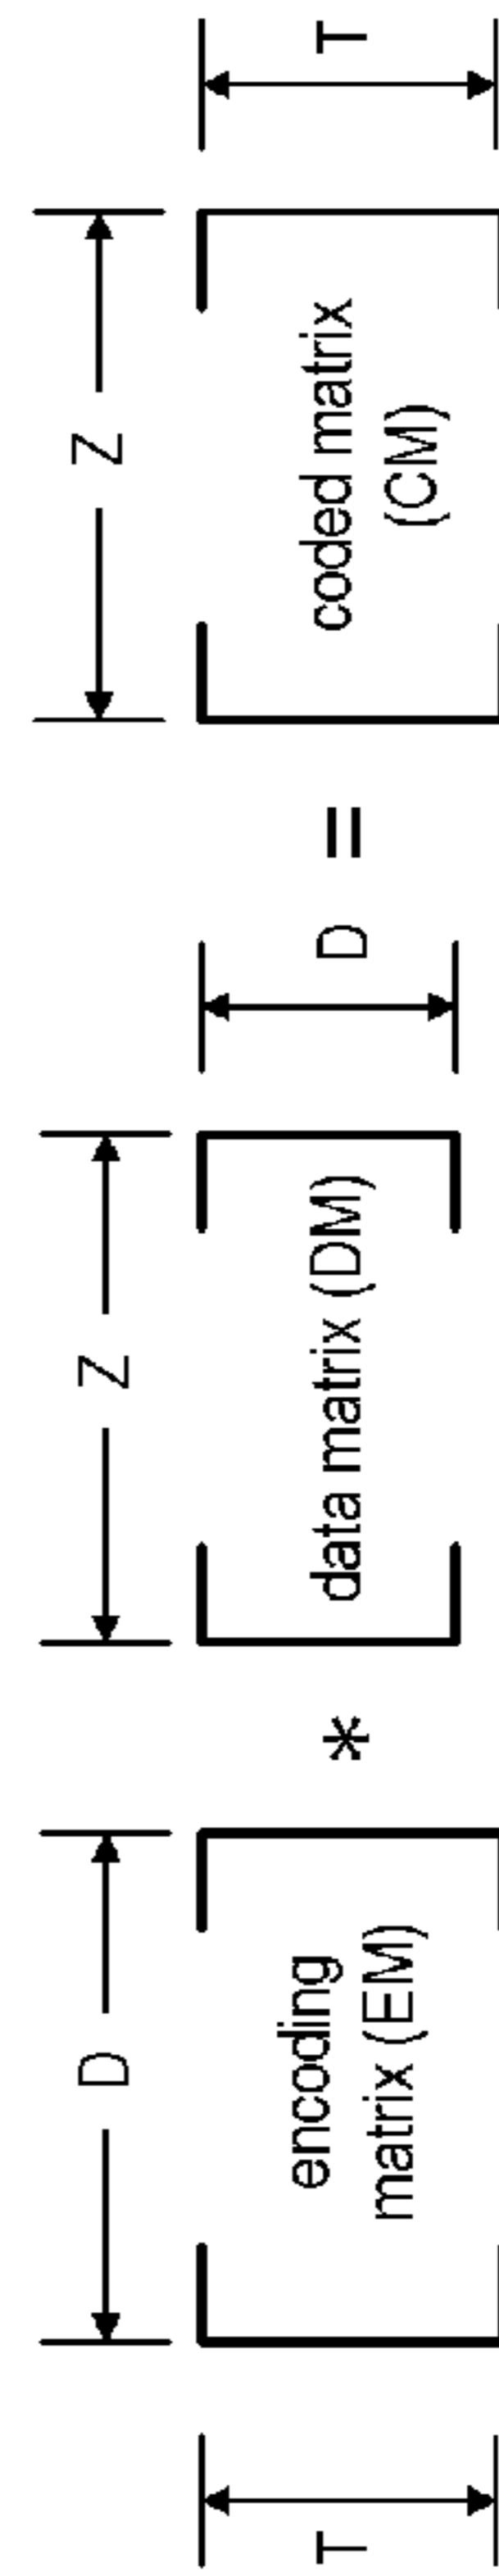 D
Z
Z
T
encoding
matrix (EM)
*
data matrix (DM)
D
=
coded matrix
(CM)
T